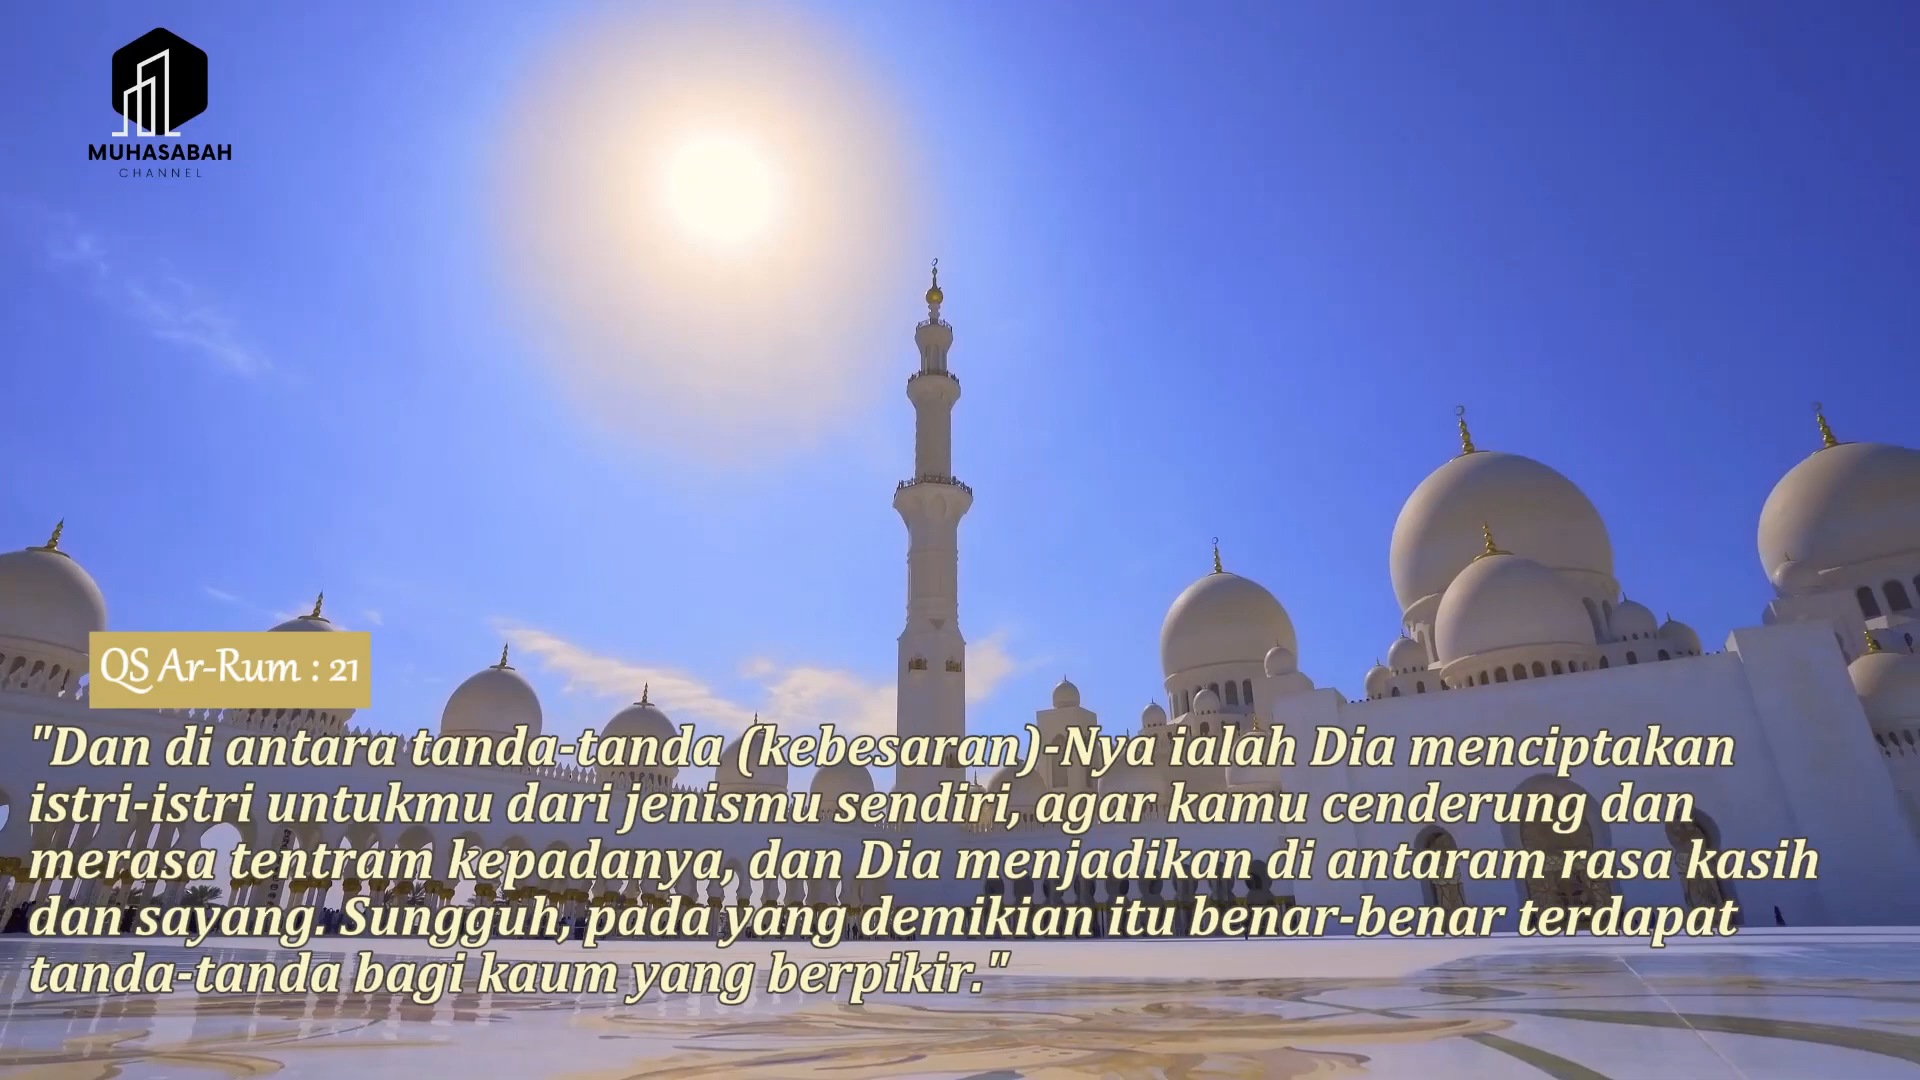 MUHASABAH
CHANNEL
QS Ar-Rum : 21
"Dan di antara tanda-tanda (kebesaran)-Nya ialah Dia menciptakan
istri-istri untukmu dari jenismu sendiri, agar kamu cenderung dan
merasa tentram kepadanya, dan Dia menjadikan di antaram rasa kasih
dan sayang. Sungguh, pada yang demikian itu benar-benar terdapat
tanda-tanda bagi kaum yang berpikir."